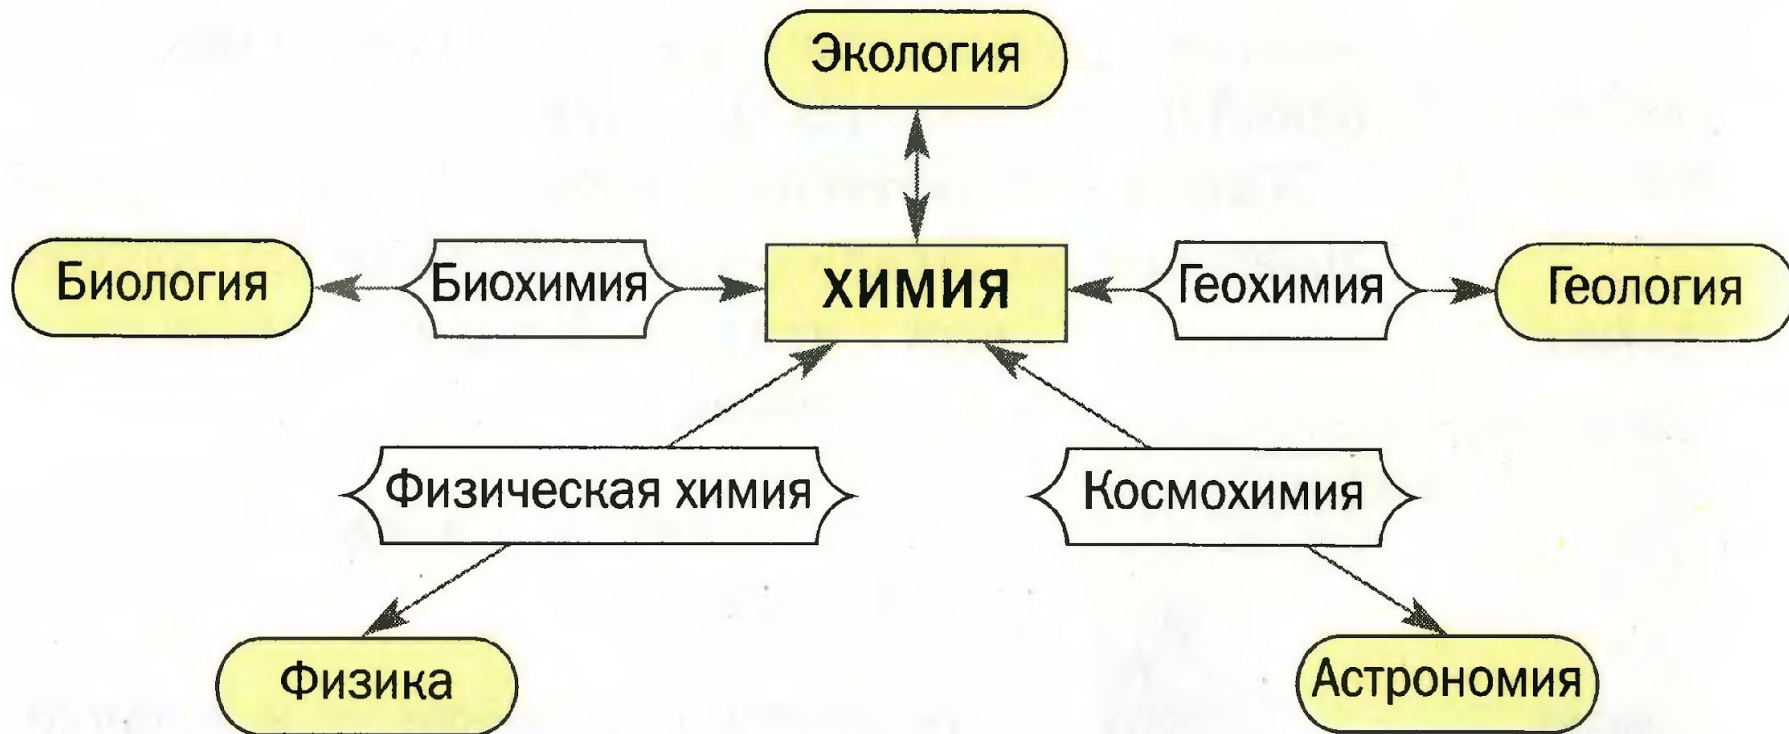 Экология
Биология
Биохимия
ХИМИЯ
Геохимия
Геология
Физическая химия
Космохимия
Физика
Астрономия